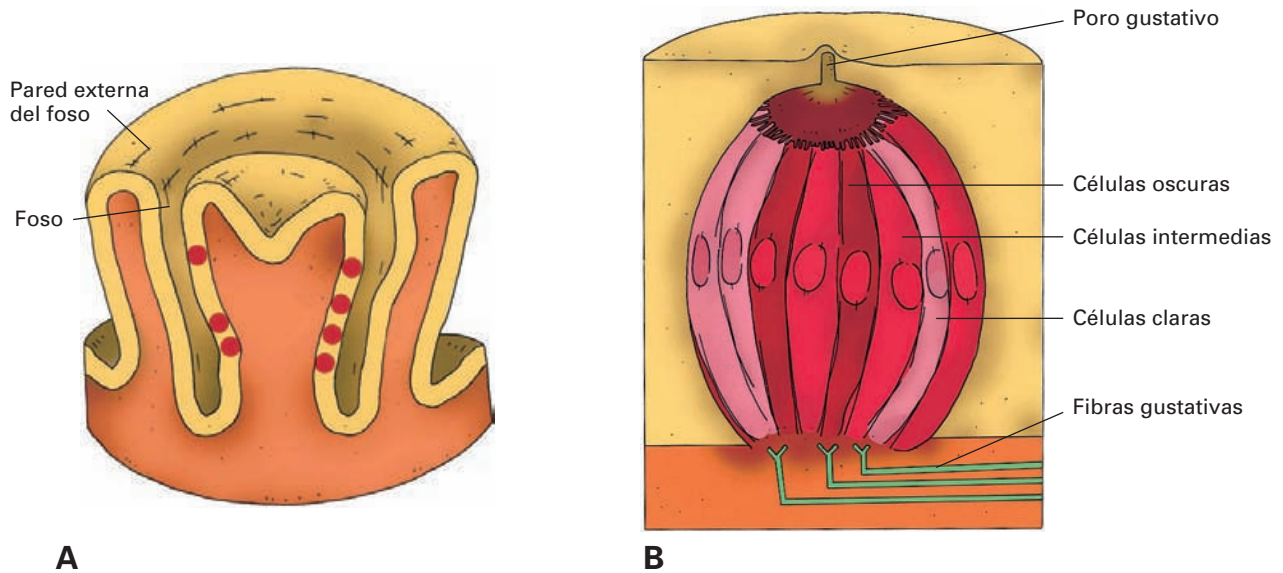 Pared externa
del foso
Foso
A
Poro gustativo
Células oscuras
Células intermedias
Células claras
Fibras gustativas
B